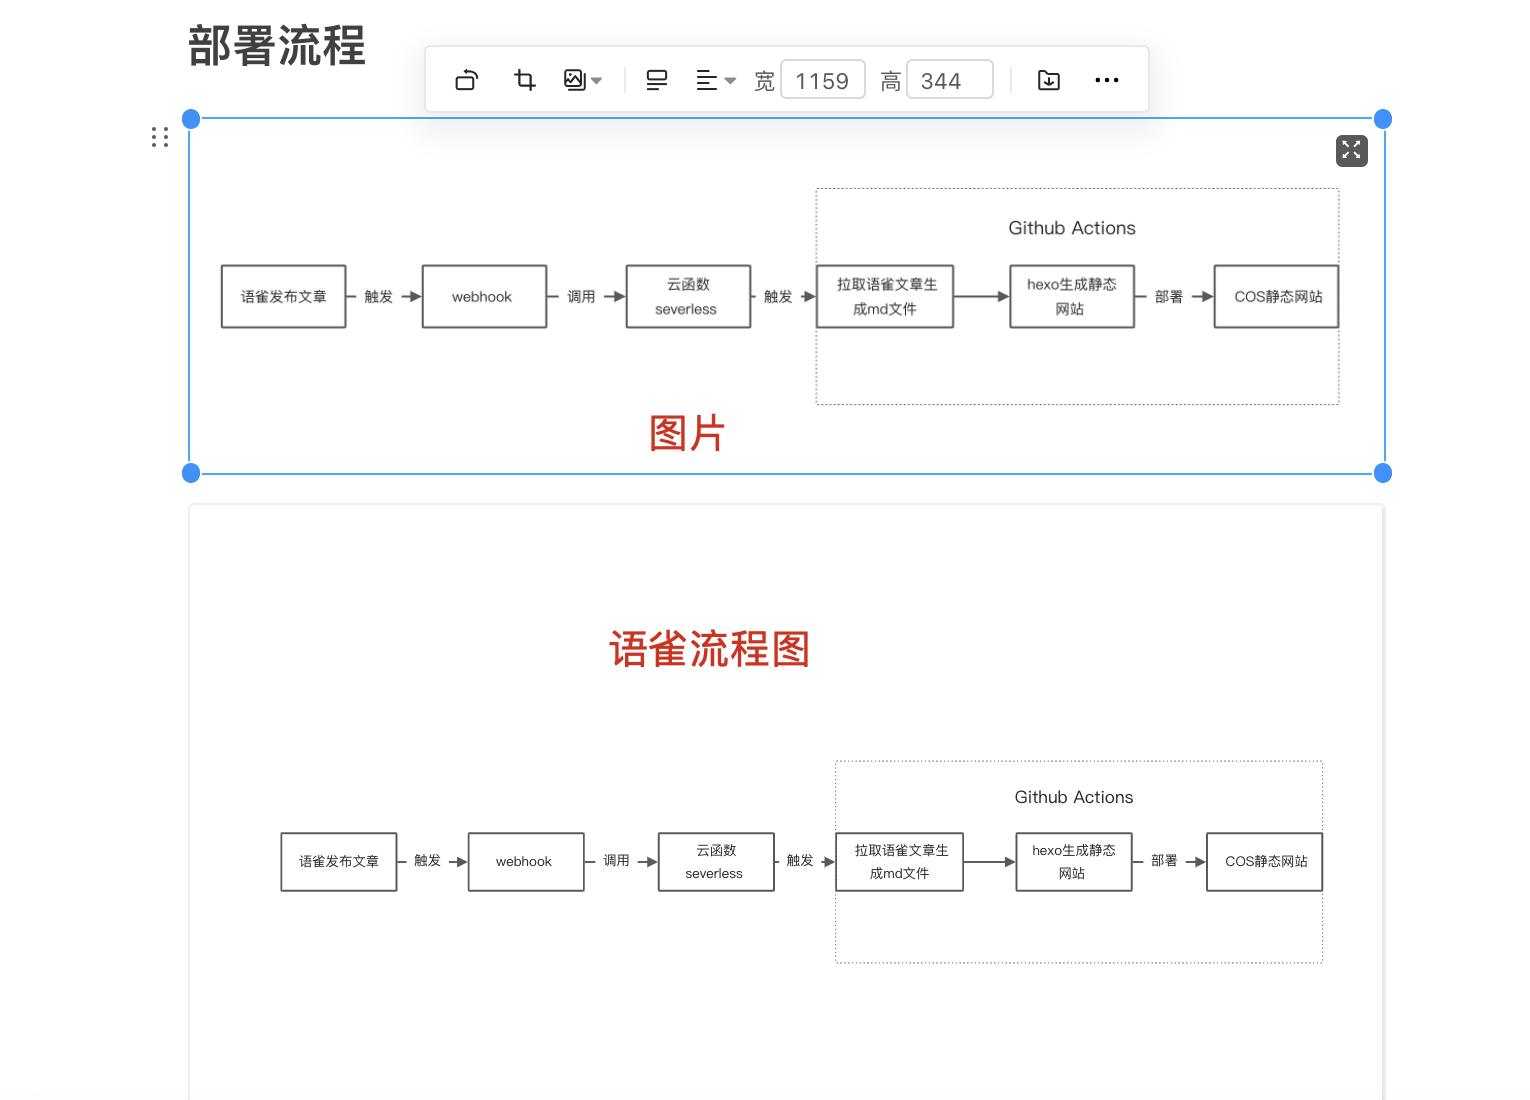 部署流程
宽 1159 高 344
Github Actions
语雀发布文章
触发
webhook
调用
云函数
severless
触发
拉取语雀文章生
成md文件
hexo生成静态
网站
部署
COS静态网站
图片
语雀流程图
Github Actions
语雀发布文章
触发
webhook
调用
云函数
severless
触发
拉取语雀文章生
成md文件
hexo生成静态
网站
部署
COS静态网站